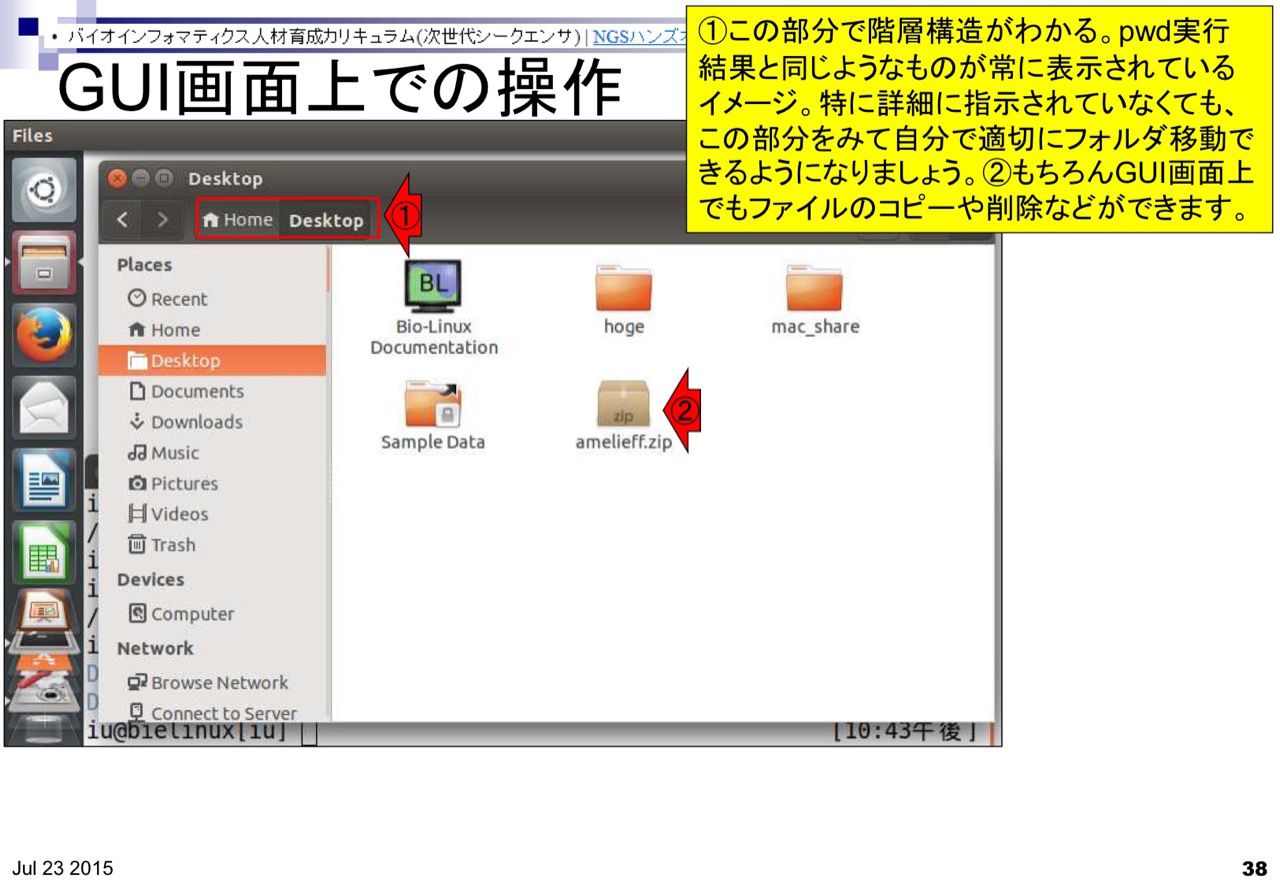 ・ バイオインフォマティクス人材育成カリキュラム(次世代シークエンサ) | NGSハンズ
GUI画面上での操作
①この部分で階層構造がわかる。pwd実行
結果と同じようなものが常に表示されている
イメージ。特に詳細に指示されていなくても、
この部分をみて自分で適切にフォルダ移動で
きるようになりましょう。②もちろんGUI画面上
でもファイルのコピーや削除などができます。
Files
Desktop
< > Home Desktop
①
Places
Recent
Home
Desktop
Documents
Downloads
Music
Pictures
Videos
Trash
Devices
Computer
Network
Browse Network
Connect to Server
BL
Bio-Linux
Documentation
hoge
mac_share
Sample Data
zip
amelieff.zip
②
i
/
i
i
/
i
D
D
iu@bielinux[iu]
[10:43午後]
Jul 23 2015
38